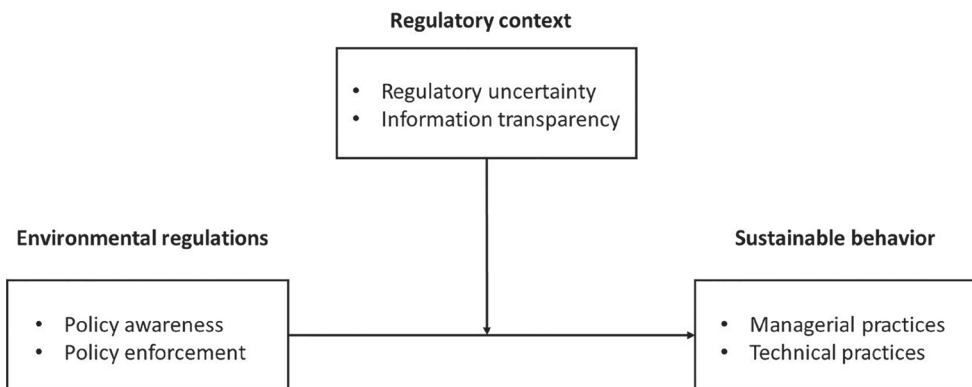 Regulatory context
• Regulatory uncertainty
• Information transparency
Environmental regulations
• Policy awareness
• Policy enforcement
Sustainable behavior
• Managerial practices
• Technical practices